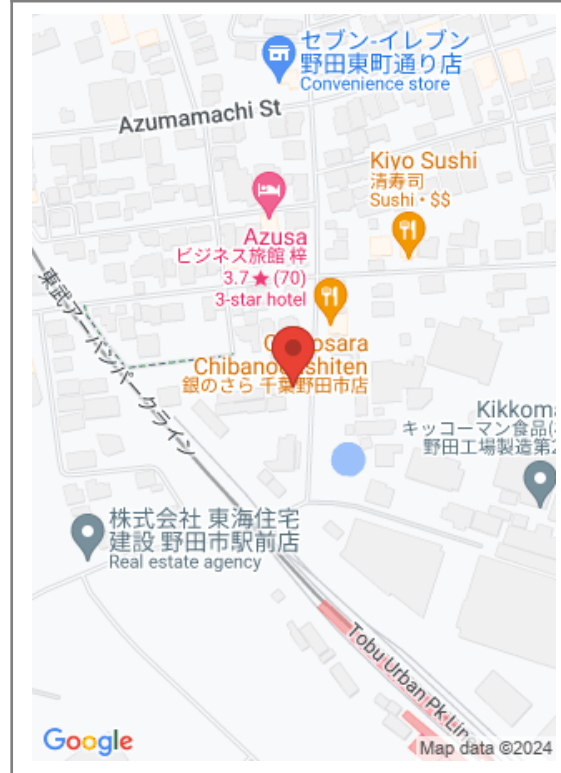 セブン-イレブン
野田東町通り店
Convenience store
Azumamachi St
Kiyo Sushi
清寿司
Sushi • $$
Azusa
ビジネス旅館 梓
3.7★ (70)
3-star hotel
東武アーバンパークライン
銀のさら 千葉野田市店
キッコーマン食品
野田工場製造第2
株式会社 東海住宅
建設 野田市駅前店
Real estate agency
Tobu Urban Pk Lin
Google
Map data ©2024